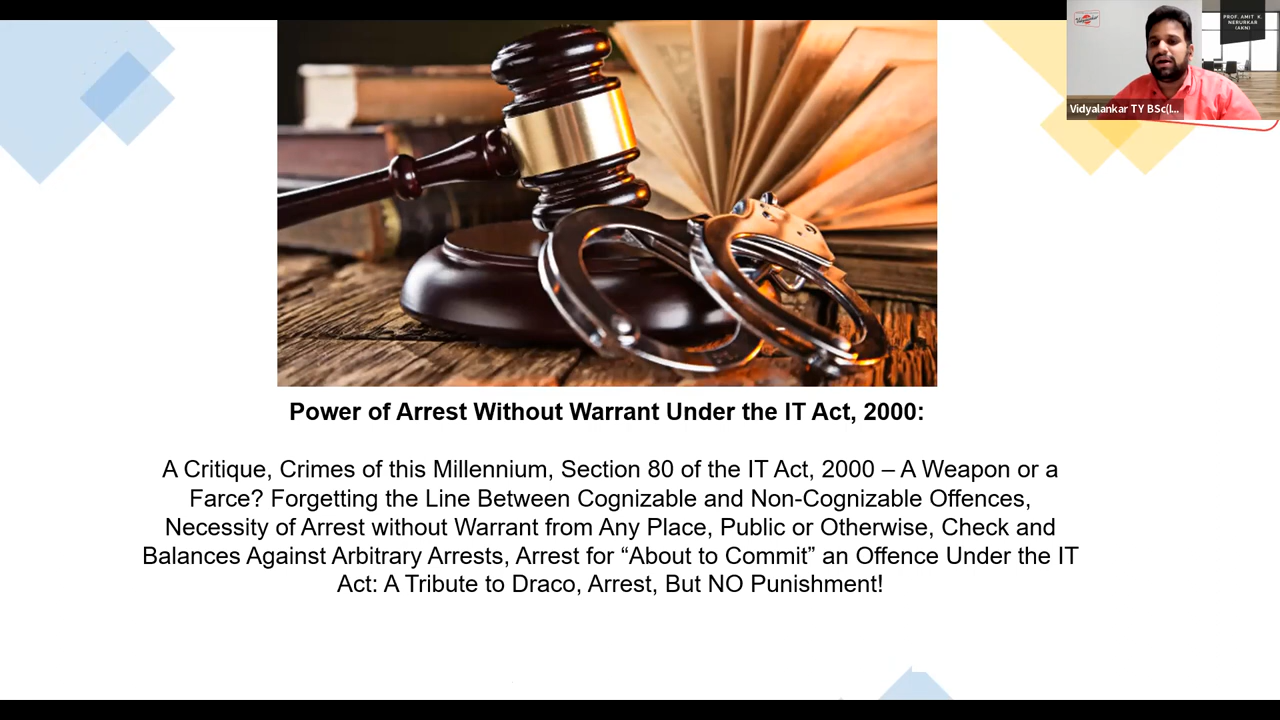 PROF. AMIT K.
NERURKAR
(AKN)
Vidyalankar TY BSc(I...
Power of Arrest Without Warrant Under the IT Act, 2000:
A Critique, Crimes of this Millennium, Section 80 of the IT Act, 2000 – A Weapon or a
Farce? Forgetting the Line Between Cognizable and Non-Cognizable Offences,
Necessity of Arrest without Warrant from Any Place, Public or Otherwise, Check and
Balances Against Arbitrary Arrests, Arrest for “About to Commit” an Offence Under the IT
Act: A Tribute to Draco, Arrest, But NO Punishment!